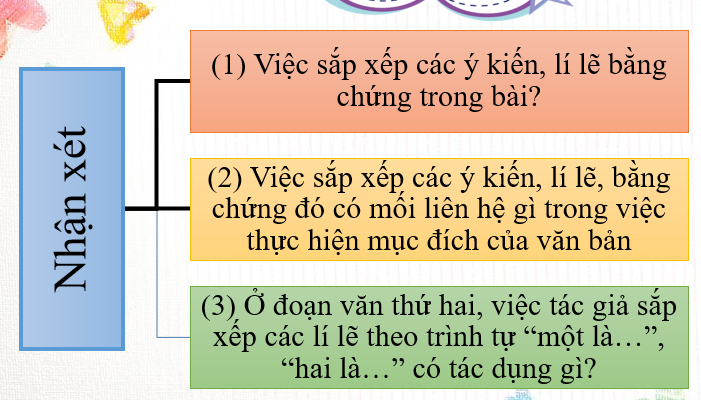 Nhận xét
(1) Việc sắp xếp các ý kiến, lí lẽ bằng
chứng trong bài?
(2) Việc sắp xếp các ý kiến, lí lẽ, bằng
chứng đó có mối liên hệ gì trong việc
thực hiện mục đích của văn bản
(3) Ở đoạn văn thứ hai, việc tác giả sắp
xếp các lí lẽ theo trình tự “một là…”,
“hai là…” có tác dụng gì?